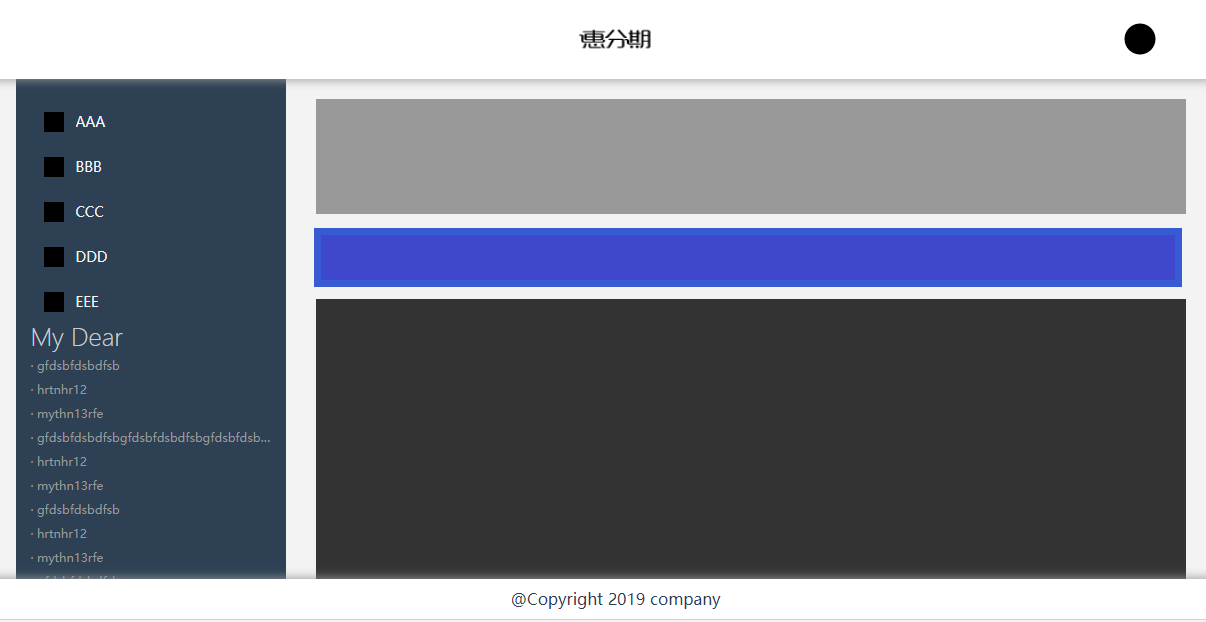 惠分期
AAA
BBB
CCC
DDD
EEE
My Dear
· gfdsbfdsbdfsb
· hrtnhr12
· mythn13rfe
· gfdsbfdsbdfsbgfdsbfdsbdfsbgfdsbfdsb...
· hrtnhr12
· mythn13rfe
· gfdsbfdsbdfsb
· hrtnhr12
· mythn13rfe
@Copyright 2019 company